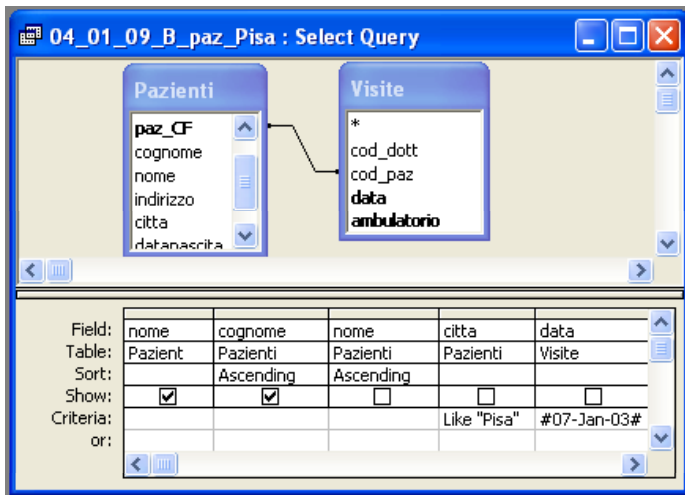 04_01_09_B_paz_Pisa : Select Query
Pazienti
paz_CF
cognome
nome
indirizzo
citta
datanascita
Visite
*
cod_dott
cod_paz
data
ambulatorio
Field: nome cognome nome citta data
Table: Pazient Pazienti Pazienti Pazienti Visite
Sort: Ascending Ascending
Show:
Criteria: Like "Pisa" #07-Jan-03#
or: